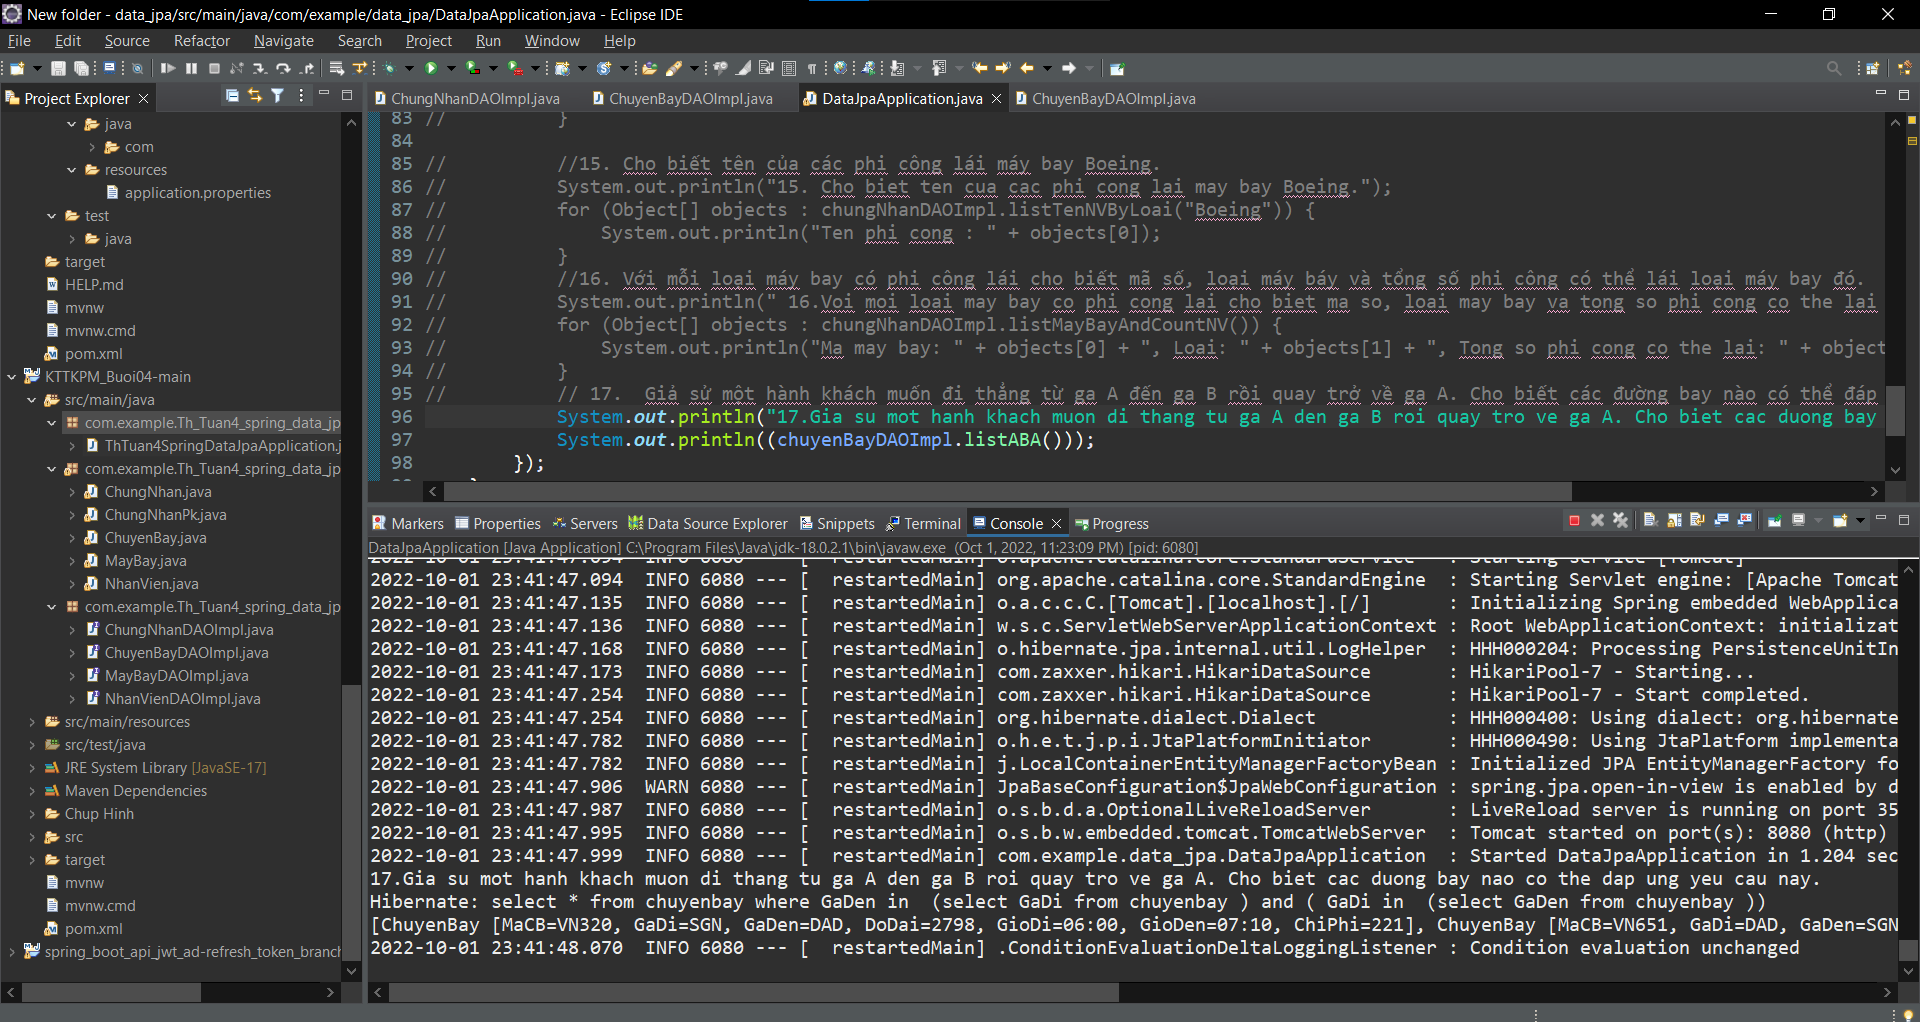 New folder - data_jpa/src/main/java/com/example/data_jpa/DataJpaApplication.java - Eclipse IDE
File Edit Source Refactor Navigate Search Project Run Window Help
Project Explorer
java
com
resources
application.properties
test
java
target
HELP.md
mvnw
mvnw.cmd
pom.xml
KTTKPM_Buoi04-main
src/main/java
com.example.Th_Tuan4_spring_data_jp
ThTuan4SpringDataJpaApplication.j
com.example.Th_Tuan4_spring_data_jp
ChungNhan.java
ChungNhanPk.java
ChuyenBay.java
MayBay.java
NhanVien.java
com.example.Th_Tuan4_spring_data_jp
ChungNhanDAOImpl.java
ChuyenBayDAOImpl.java
MayBayDAOImpl.java
NhanVienDAOImpl.java
src/main/resources
src/test/java
JRE System Library [JavaSE-17]
Maven Dependencies
Chup Hinh
src
target
mvnw
mvnw.cmd
pom.xml
spring_boot_api_jwt_ad-refresh_token_branch
ChungNhanDAOImpl.java ChuyenBayDAOImpl.java DataJpaApplication.java ChuyenBayDAOImpl.java
83 // }
84
85 // //15. Cho biết tên của các phi công lái máy bay Boeing.
86 // System.out.println("15. Cho biet ten cua cac phi cong lai may bay Boeing.");
87 // for (Object[] objects : chungNhanDAOImpl.listTenNVByLoai("Boeing")) {
88 // System.out.println("Ten phi cong : " + objects[0]);
89 // }
90 // //16. Với mỗi loại máy bay có phi công lái cho biết mã số, loại máy báy và tổng số phi công có thể lái loại máy bay đó.
91 // System.out.println(" 16.Voi moi loai may bay co phi cong lai cho biet ma so, loai may bay va tong so phi cong co the lai
92 // for (Object[] objects : chungNhanDAOImpl.listMayBayAndCountNV()) {
93 // System.out.println("Ma may bay: " + objects[0] + ", Loai: " + objects[1] + ", Tong so phi cong co the lai: " + object
94 // }
95 // // 17. Giả sử một hành khách muốn đi thẳng từ ga A đến ga B rồi quay trở về ga A. Cho biết các đường bay nào có thể đáp
96 System.out.println("17.Gia su mot hanh khach muon di thang tu ga A den ga B roi quay tro ve ga A. Cho biet cac duong bay
97 System.out.println((chuyenBayDAOImpl.listABA()));
98 });
Markers Properties Servers Data Source Explorer Snippets Terminal Console Progress
DataJpaApplication [Java Application] C:\Program Files\Java\jdk-18.0.2.1\bin\javaw.exe (Oct 1, 2022, 11:23:09 PM) [pid: 6080]
2022-10-01 23:41:47.094 INFO 6080 --- [ restartedMain] o.apache.catalina.core.StandardService : Starting service [Tomcat]
2022-10-01 23:41:47.094 INFO 6080 --- [ restartedMain] org.apache.catalina.core.StandardEngine : Starting Servlet engine: [Apache Tomcat
2022-10-01 23:41:47.135 INFO 6080 --- [ restartedMain] o.a.c.c.C.[Tomcat].[localhost].[/] : Initializing Spring embedded WebApplica
2022-10-01 23:41:47.136 INFO 6080 --- [ restartedMain] w.s.c.ServletWebServerApplicationContext : Root WebApplicationContext: initializat
2022-10-01 23:41:47.168 INFO 6080 --- [ restartedMain] o.hibernate.jpa.internal.util.LogHelper : HHH000204: Processing PersistenceUnitIn
2022-10-01 23:41:47.173 INFO 6080 --- [ restartedMain] com.zaxxer.hikari.HikariDataSource : HikariPool-7 - Starting...
2022-10-01 23:41:47.254 INFO 6080 --- [ restartedMain] com.zaxxer.hikari.HikariDataSource : HikariPool-7 - Start completed.
2022-10-01 23:41:47.254 INFO 6080 --- [ restartedMain] org.hibernate.dialect.Dialect : HHH000400: Using dialect: org.hibernate
2022-10-01 23:41:47.782 INFO 6080 --- [ restartedMain] o.h.e.t.j.p.i.JtaPlatformInitiator : HHH000490: Using JtaPlatform implementa
2022-10-01 23:41:47.782 INFO 6080 --- [ restartedMain] j.LocalContainerEntityManagerFactoryBean : Initialized JPA EntityManagerFactory fo
2022-10-01 23:41:47.906 WARN 6080 --- [ restartedMain] JpaBaseConfiguration$JpaWebConfiguration : spring.jpa.open-in-view is enabled by d
2022-10-01 23:41:47.987 INFO 6080 --- [ restartedMain] o.s.b.d.a.OptionalLiveReloadServer : LiveReload server is running on port 35
2022-10-01 23:41:47.995 INFO 6080 --- [ restartedMain] o.s.b.w.embedded.tomcat.TomcatWebServer : Tomcat started on port(s): 8080 (http)
2022-10-01 23:41:47.999 INFO 6080 --- [ restartedMain] com.example.data_jpa.DataJpaApplication : Started DataJpaApplication in 1.204 sec
17.Gia su mot hanh khach muon di thang tu ga A den ga B roi quay tro ve ga A. Cho biet cac duong bay nao co the dap ung yeu cau nay.
Hibernate: select * from chuyenbay where GaDen in (select GaDi from chuyenbay ) and ( GaDi in (select GaDen from chuyenbay ))
[ChuyenBay [MaCB=VN320, GaDi=SGN, GaDen=DAD, DoDai=2798, GioDi=06:00, GioDen=07:10, ChiPhi=221], ChuyenBay [MaCB=VN651, GaDi=DAD, GaDen=SGN
2022-10-01 23:41:48.070 INFO 6080 --- [ restartedMain] .ConditionEvaluationDeltaLoggingListener : Condition evaluation unchanged